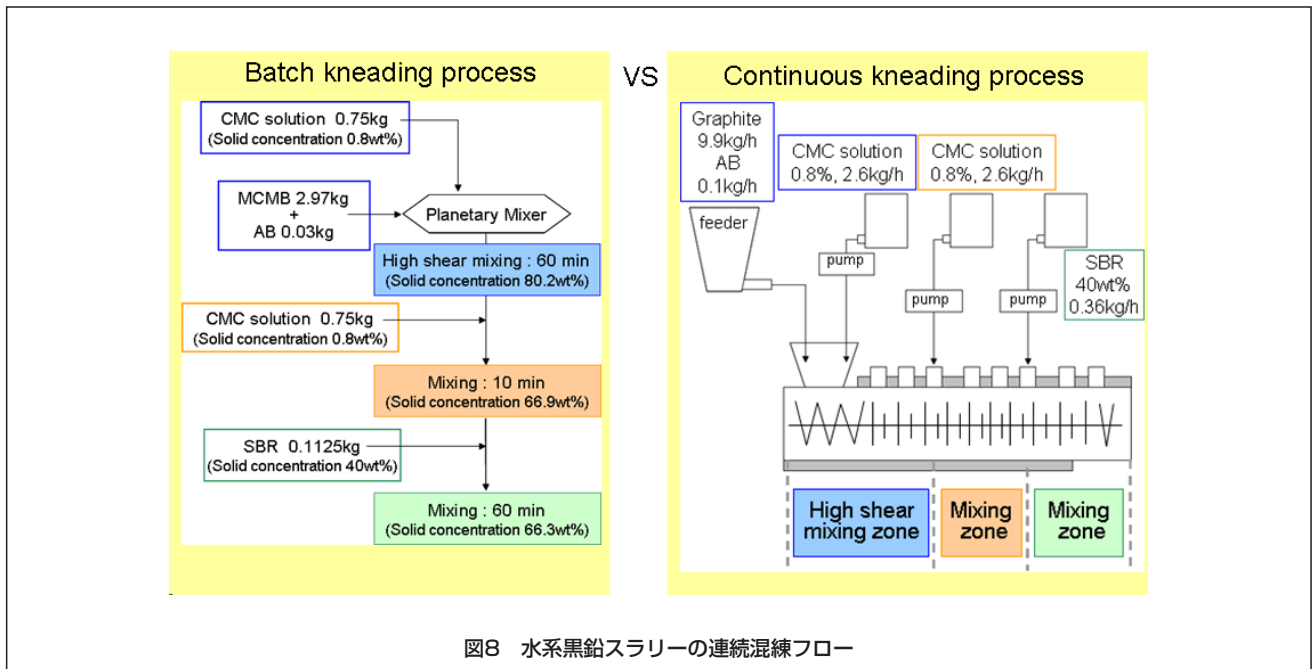 Batch kneading process
VS
Continuous kneading process
CMC solution 0.75kg
(Solid concentration 0.8wt%)
MCMB 2.97kg
+
AB 0.03kg
Planetary Mixer
High shear mixing : 60 min
(Solid concentration 80.2wt%)
CMC solution 0.75kg
(Solid concentration 0.8wt%)
Mixing : 10 min
(Solid concentration 66.9wt%)
SBR 0.1125kg
(Solid concentration 40wt%)
Mixing : 60 min
(Solid concentration 66.3wt%)
Graphite
9.9kg/h
AB
0.1kg/h
CMC solution
0.8%, 2.6kg/h
CMC solution
0.8%, 2.6kg/h
feeder
pump
pump
pump
SBR
40wt%
0.36kg/h
High shear
mixing zone
Mixing
zone
Mixing
zone
図8 水系黒鉛スラリーの連続混練フロー